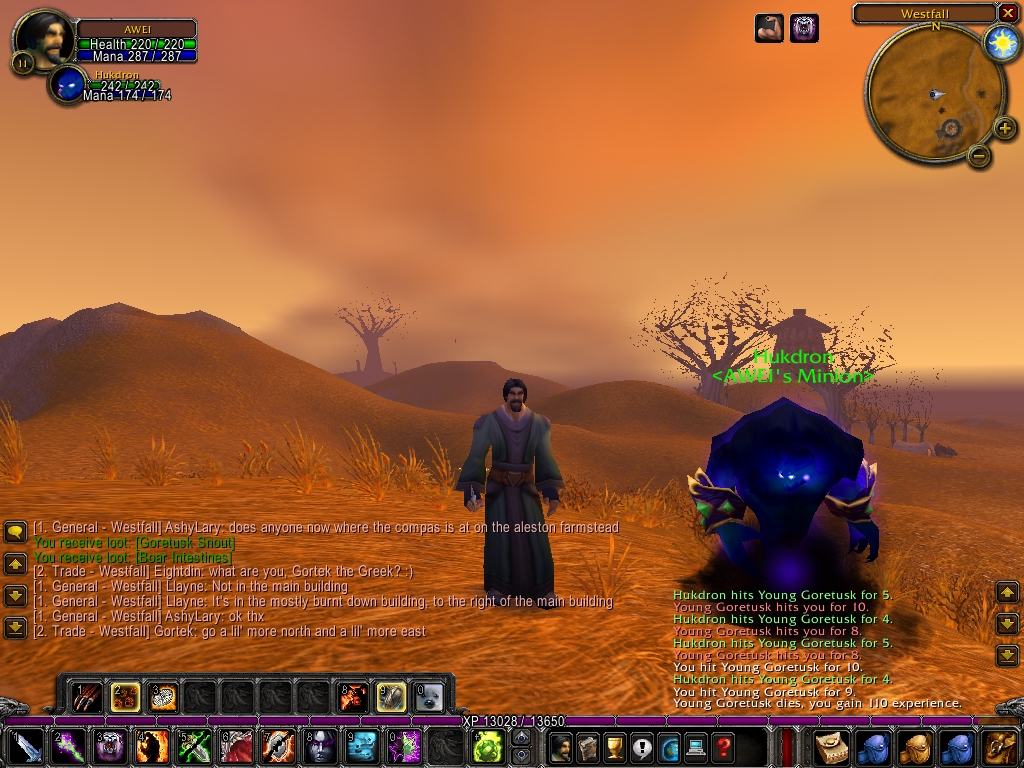 AWEI
Health 220 / 220
Mana 287 / 287
11
Hukdron
242 / 242
Mana 174 / 174
Westfall
N
Hukdron
<AWEI's Minion>
[1. General - Westfall] AshyLary: does anyone now where the compas is at on the aleston farmstead
You receive loot: [Goretusk Snout]
You receive loot: [Boar Intestines]
[2. Trade - Westfall] Eightdin: what are you, Gortek the Greek? :)
[1. General - Westfall] Llayne: Not in the main building
[1. General - Westfall] Llayne: It's in the mostly burnt down building, to the right of the main building
[1. General - Westfall] AshyLary: ok thx
[2. Trade - Westfall] Gortek: go a lil' more north and a lil' more east
Hukdron hits Young Goretusk for 5.
Young Goretusk hits you for 10.
Hukdron hits Young Goretusk for 4.
Young Goretusk hits you for 8.
Hukdron hits Young Goretusk for 5.
Young Goretusk hits you for 8.
You hit Young Goretusk for 10.
Hukdron hits Young Goretusk for 4.
You hit Young Goretusk for 9.
Young Goretusk dies, you gain 110 experience.
1 2 3 8 9 0
XP 13028 / 13650